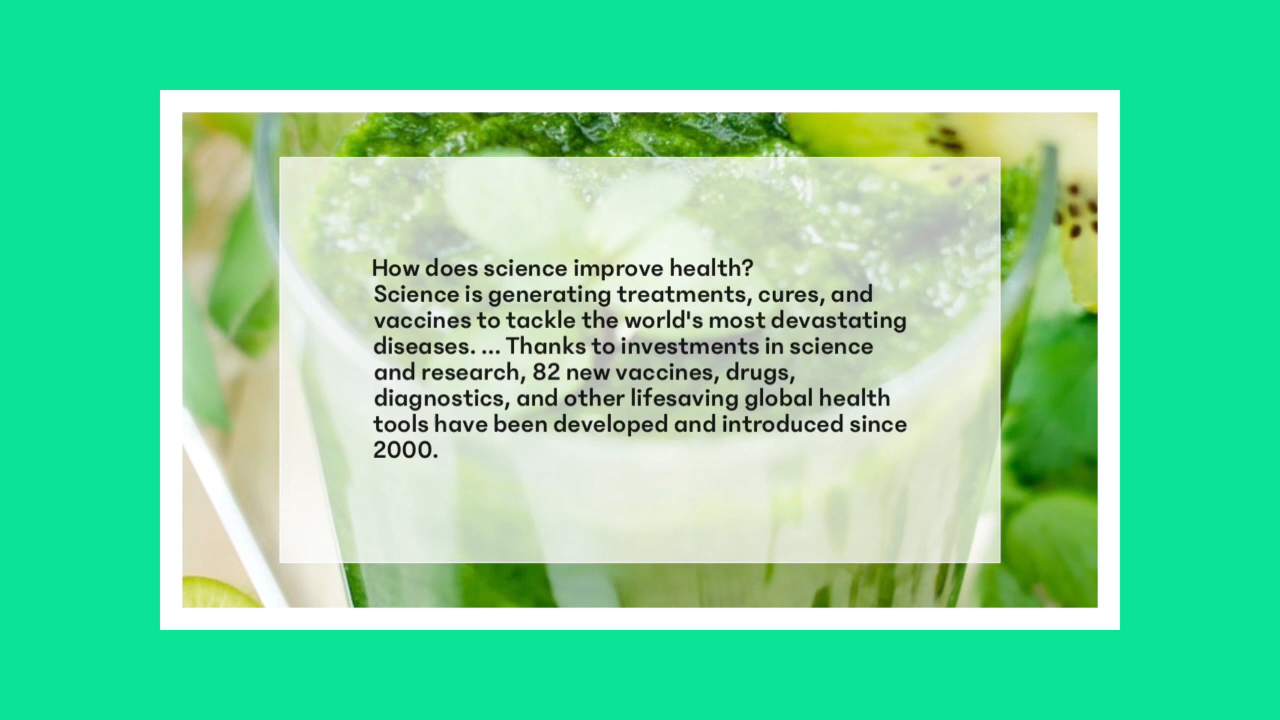 How does science improve health?
Science is generating treatments, cures, and
vaccines to tackle the world's most devastating
diseases. ... Thanks to investments in science
and research, 82 new vaccines, drugs,
diagnostics, and other lifesaving global health
tools have been developed and introduced since
2000.